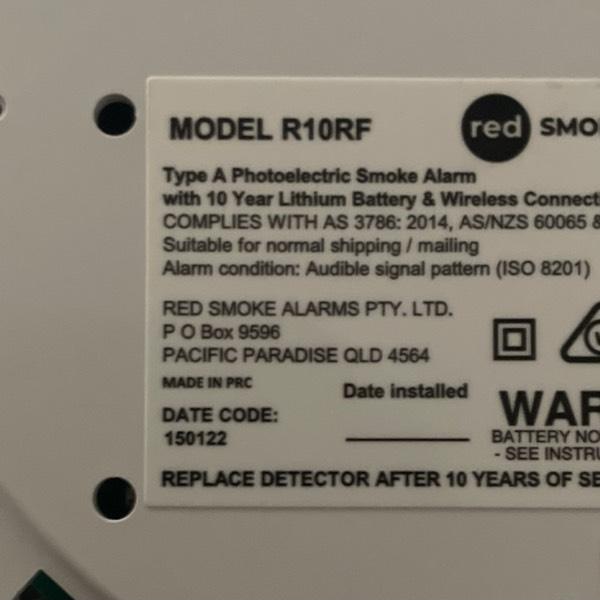 MODEL R10RF
red SMO
Type A Photoelectric Smoke Alarm
with 10 Year Lithium Battery & Wireless Connecti
COMPLIES WITH AS 3786: 2014, AS/NZS 60065 &
Suitable for normal shipping / mailing
Alarm condition: Audible signal pattern (ISO 8201)
RED SMOKE ALARMS PTY. LTD.
P O Box 9596
PACIFIC PARADISE QLD 4564
MADE IN PRC
Date installed
DATE CODE:
150122
WAR
BATTERY NO
- SEE INSTRU
REPLACE DETECTOR AFTER 10 YEARS OF SE